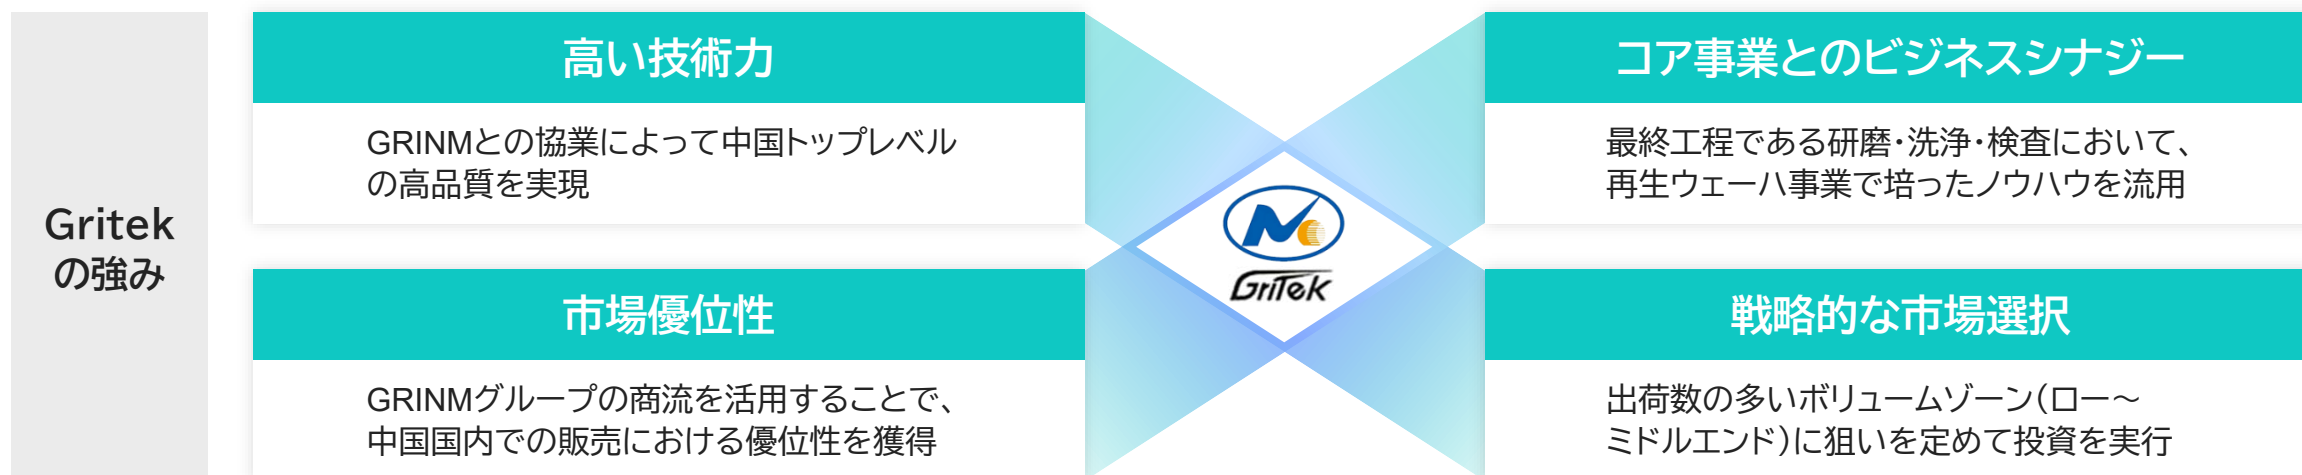 Gritek
の強み
高い技術力
GRINMとの協業によって中国トップレベル
の高品質を実現
コア事業とのビジネスシナジー
最終工程である研磨・洗浄・検査において、
再生ウェーハ事業で培ったノウハウを流用
GriTek
市場優位性
GRINMグループの商流を活用することで、
中国国内での販売における優位性を獲得
戦略的な市場選択
出荷数の多いボリュームゾーン（ロー～
ミドルエンド）に狙いを定めて投資を実行